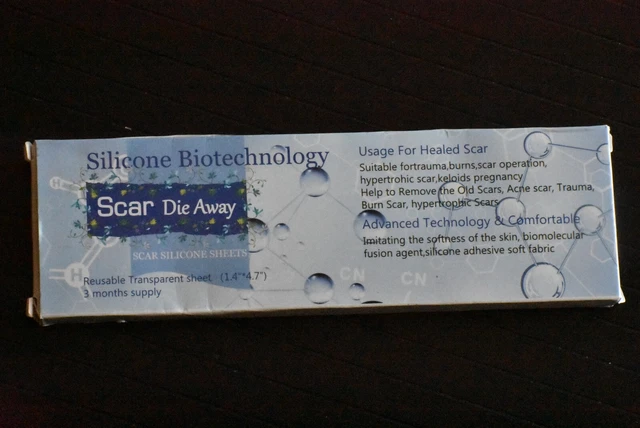 Silicone Biotechnology
Scar Die Away
SCAR SILICONE SHEETS
Reusable Transparent sheet (1.4"*4.7")
3 months supply
Usage For Healed Scar
Suitable fortrauma,burns,scar operation,
hypertrohic scar,keloids pregnancy
Help to Remove the Old Scars, Acne scar, Trauma,
Burn Scar, hypertrophic Scars
Advanced Technology & Comfortable
Imitating the softness of the skin, biomolecular
fusion agent,silicone adhesive soft fabric
H
H
CN
CN